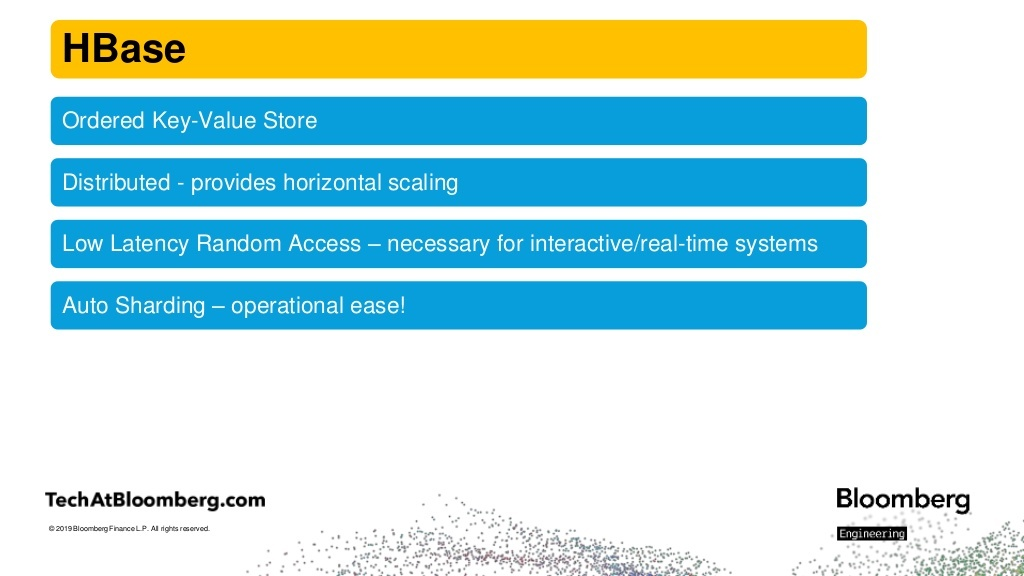 HBase
Ordered Key-Value Store
Distributed - provides horizontal scaling
Low Latency Random Access – necessary for interactive/real-time systems
Auto Sharding – operational ease!
TechAtBloomberg.com
© 2019 Bloomberg Finance L.P. All rights reserved.
Bloomberg
Engineering